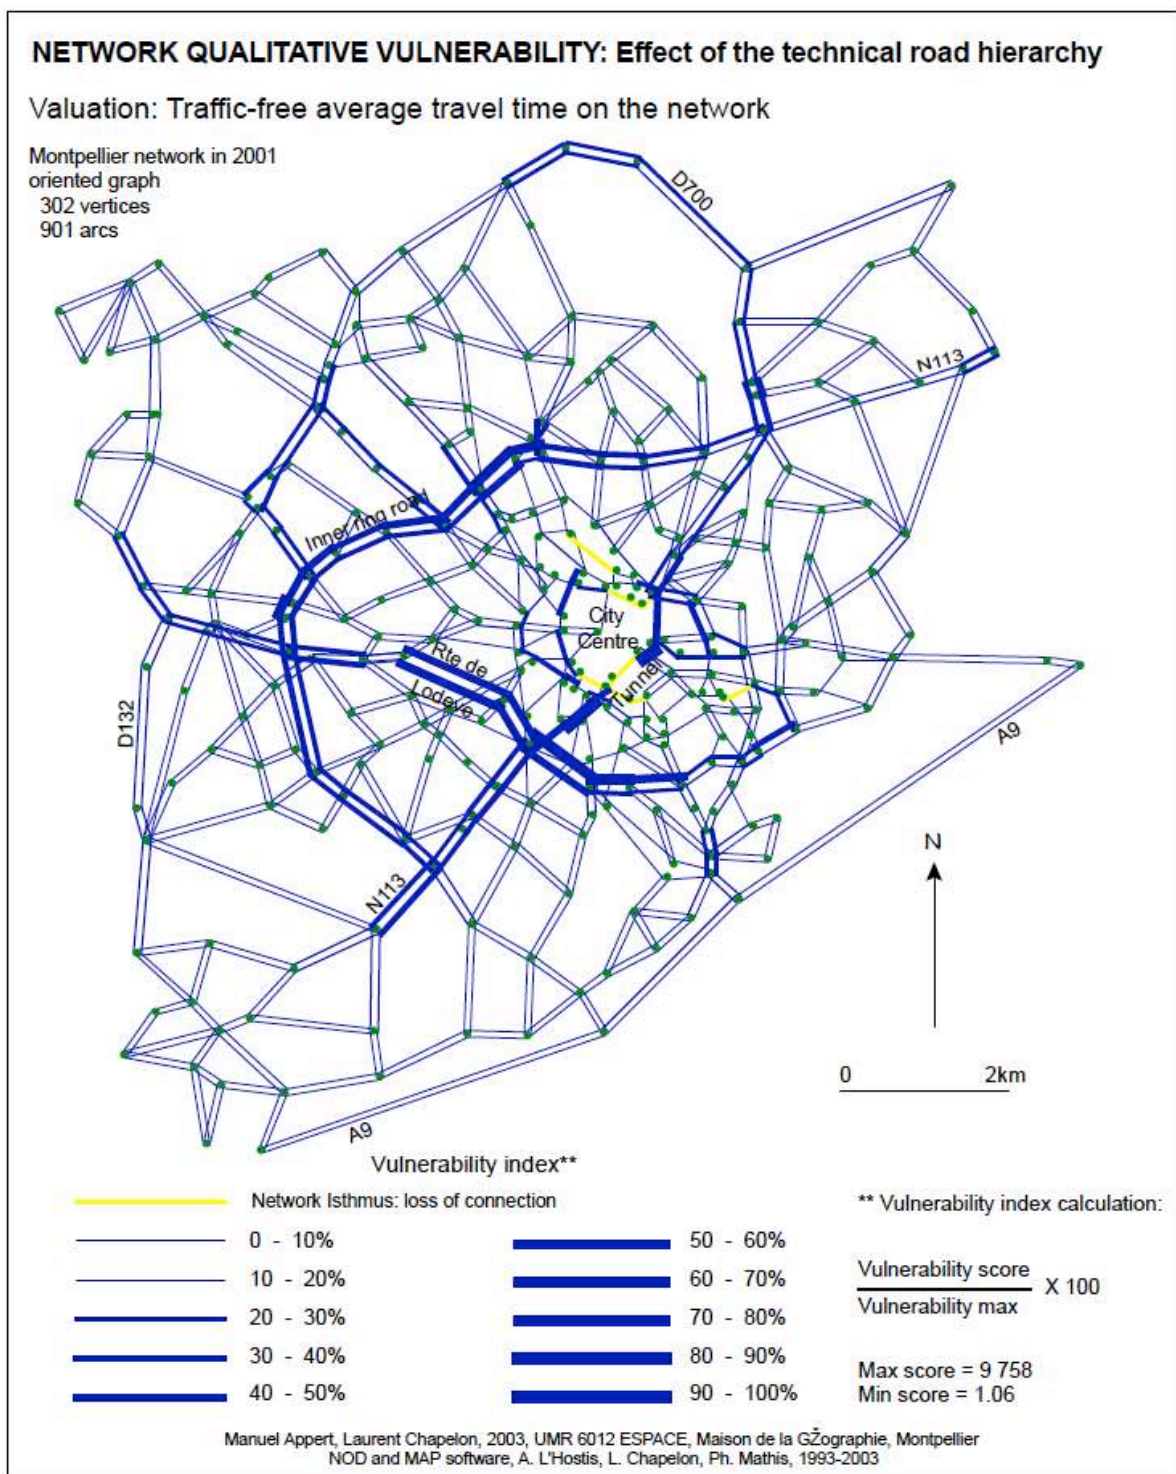 NETWORK QUALITATIVE VULNERABILITY: Effect of the technical road hierarchy
Valuation: Traffic-free average travel time on the network
Montpellier network in 2001
oriented graph
302 vertices
901 arcs
D700
N113
Inner ring road
City
Centre
Rte de
Lodeve
Tunnel
D132
A9
N113
N
0 2km
A9
Vulnerability index**
Network Isthmus: loss of connection
0 - 10%
10 - 20%
20 - 30%
30 - 40%
40 - 50%
50 - 60%
60 - 70%
70 - 80%
80 - 90%
90 - 100%
** Vulnerability index calculation:
Vulnerability score
X 100
Vulnerability max
Max score = 9 758
Min score = 1.06
Manuel Appert, Laurent Chapelon, 2003, UMR 6012 ESPACE, Maison de la GŽographie, Montpellier
NOD and MAP software, A. L'Hostis, L. Chapelon, Ph. Mathis, 1993-2003